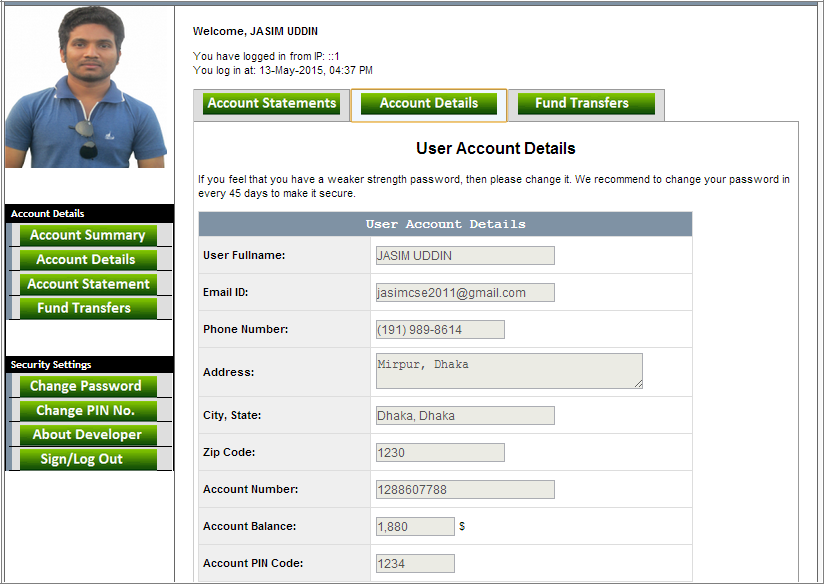 Welcome, JASIM UDDIN
You have logged in from IP: ::1
You log in at: 13-May-2015, 04:37 PM
Account Statements
Account Details
Fund Transfers
Account Details
Account Summary
Account Details
Account Statement
Fund Transfers
Security Settings
Change Password
Change PIN No.
About Developer
Sign/Log Out
User Account Details
If you feel that you have a weaker strength password, then please change it. We recommend to change your password in
every 45 days to make it secure.
User Account Details
User Fullname: JASIM UDDIN
Email ID: jasimcse2011@gmail.com
Phone Number: (191) 989-8614
Address: Mirpur, Dhaka
City, State: Dhaka, Dhaka
Zip Code: 1230
Account Number: 1288607788
Account Balance: 1,880 $
Account PIN Code: 1234